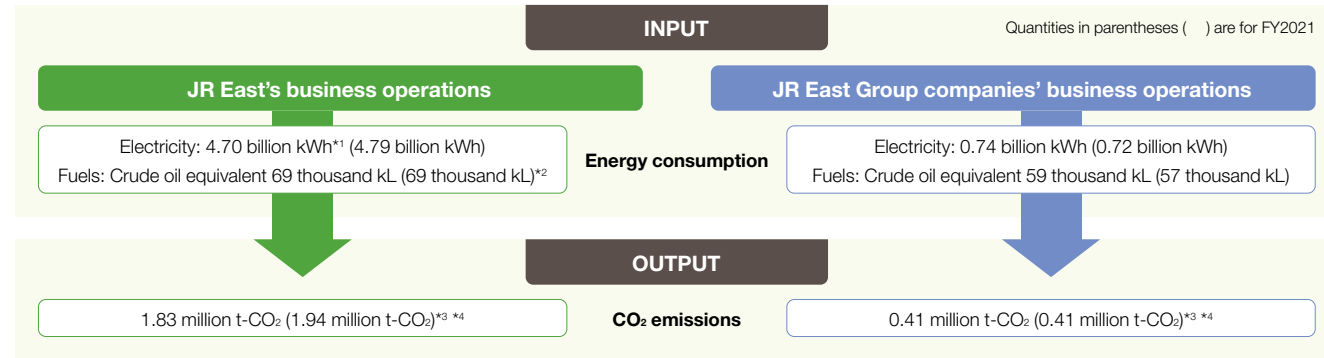 INPUT
Quantities in parentheses (　) are for FY2021
JR East's business operations
JR East Group companies' business operations
Electricity: 4.70 billion kWh*1 (4.79 billion kWh)
Fuels: Crude oil equivalent 69 thousand kL (69 thousand kL)*2
Energy consumption
Electricity: 0.74 billion kWh (0.72 billion kWh)
Fuels: Crude oil equivalent 59 thousand kL (57 thousand kL)
OUTPUT
1.83 million t-CO₂ (1.94 million t-CO₂)*3 *4
CO₂ emissions
0.41 million t-CO₂ (0.41 million t-CO₂)*3 *4